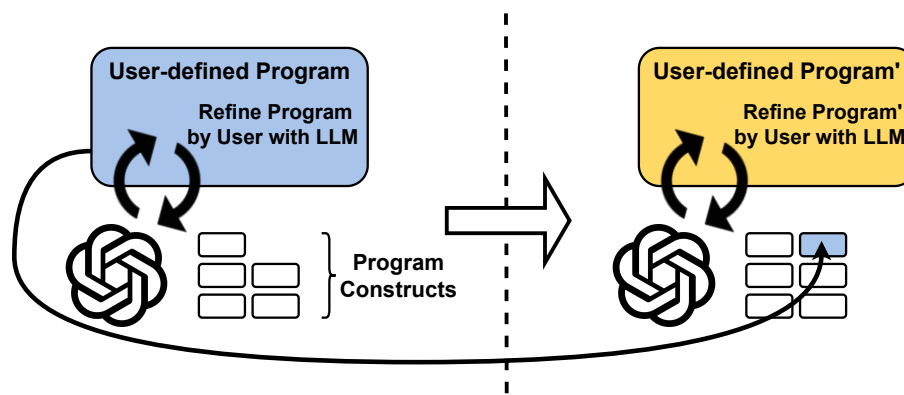 User-defined Program
Refine Program
by User with LLM
Program
Constructs
User-defined Program'
Refine Program'
by User with LLM